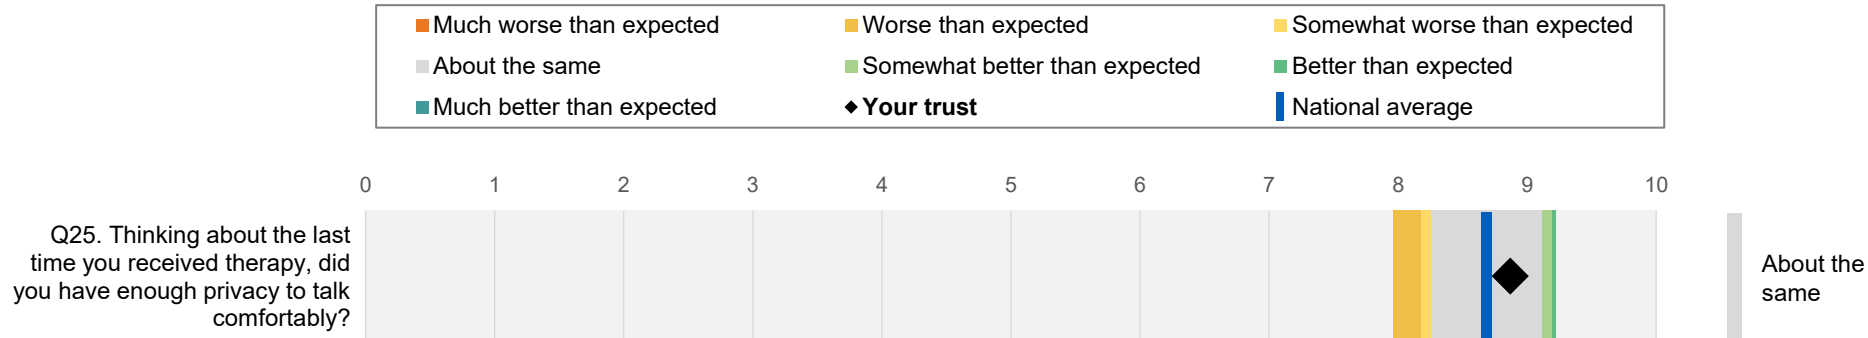 Much worse than expected Worse than expected Somewhat worse than expected
About the same Somewhat better than expected Better than expected
Much better than expected Your trust National average
0 1 2 3 4 5 6 7 8 9 10
Q25. Thinking about the last
time you received therapy, did
you have enough privacy to talk
comfortably?
About the
same